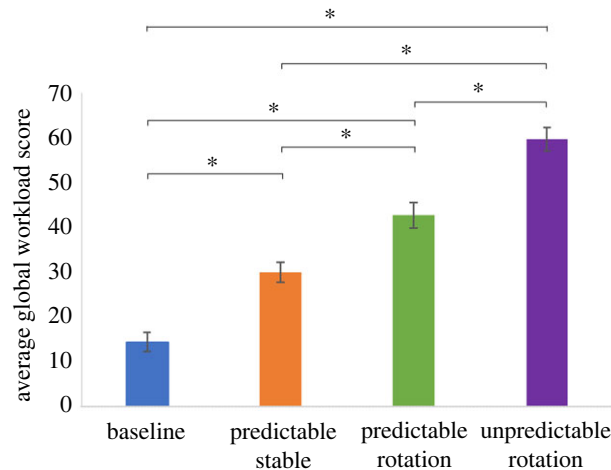 *
*
*
*
*
*
average global workload score
70
60
50
40
30
20
10
0
baseline
predictable
stable
predictable
rotation
unpredictable
rotation